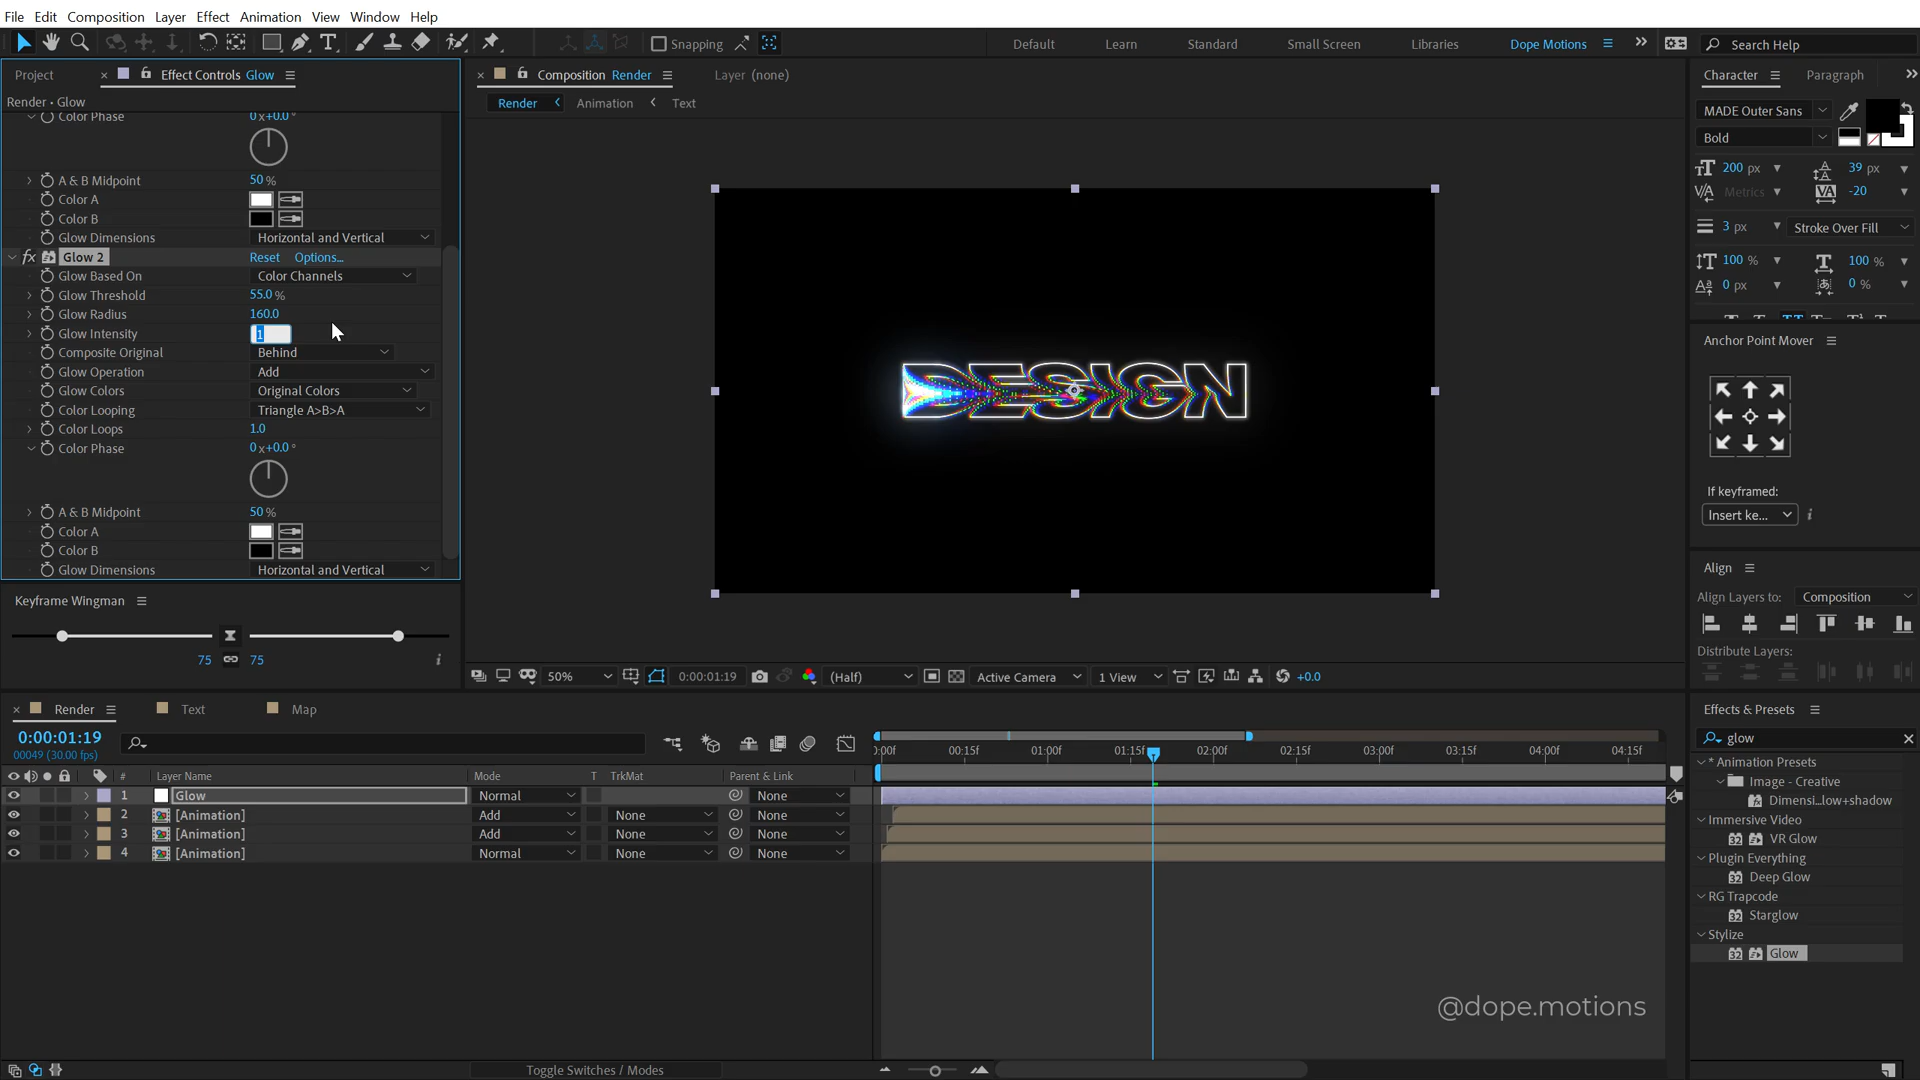 File Edit Composition Layer Effect Animation View Window Help
Snapping
Default Learn Standard Small Screen Libraries Dope Motions
Search Help
Project
Effect Controls Glow
Composition Render
Layer (none)
Character
Paragraph
Render • Glow
Render
Animation
Text
MADE Outer Sans
Bold
200 px
39 px
Metrics
-20
3 px
Stroke Over Fill
100 %
100 %
0 px
0 %
Color Phase 0 x+0.0 °
A & B Midpoint 50 %
Color A
Color B
Glow Dimensions Horizontal and Vertical
fx Glow 2 Reset Options...
Glow Based On Color Channels
Glow Threshold 55.0 %
Glow Radius 160.0
Glow Intensity 1
Composite Original Behind
Glow Operation Add
Glow Colors Original Colors
Color Looping Triangle A>B>A
Color Loops 1.0
Color Phase 0 x+0.0 °
A & B Midpoint 50 %
Color A
Color B
Glow Dimensions Horizontal and Vertical
DESIGN
Anchor Point Mover
If keyframed:
Insert ke...
Align
Align Layers to: Composition
Distribute Layers:
Keyframe Wingman
75 75
50% 0:00:01:19 (Half) Active Camera 1 View +0.0
Render
Text
Map
0:00:01:19
00049 (30.00 fps)
# Layer Name Mode T TrkMat Parent & Link
1 Glow Normal None
2 [Animation] Add None None
3 [Animation] Add None None
4 [Animation] Normal None None
0:00f 00:15f 01:00f 01:15f 02:00f 02:15f 03:00f 03:15f 04:00f 04:15f
Effects & Presets
glow
* Animation Presets
Image - Creative
Dimensi...low+shadow
Immersive Video
VR Glow
Plugin Everything
Deep Glow
RG Trapcode
Starglow
Stylize
Glow
@dope.motions
Toggle Switches / Modes